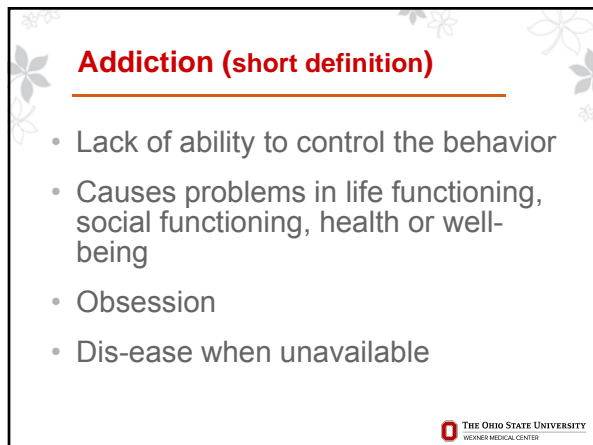 Addiction (short definition)
• Lack of ability to control the behavior
• Causes problems in life functioning,
social functioning, health or well-
being
• Obsession
• Dis-ease when unavailable
THE OHIO STATE UNIVERSITY
WEXNER MEDICAL CENTER